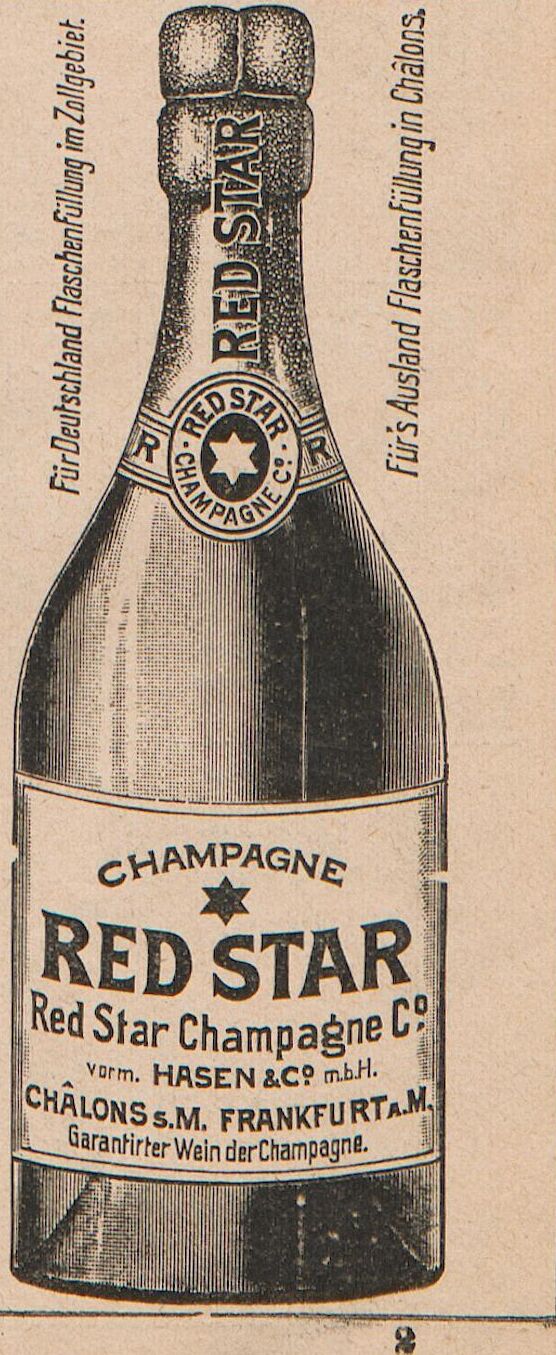 Für Deutschland Flaschenfüllung im Zollgebiet.
Für's Ausland Flaschenfüllung in Châlons.
RED STAR
R
RED STAR
CHAMPAGNE Cº.
R
CHAMPAGNE
RED STAR
Red Star Champagne Cº
vorm. HASEN & Cº m.b.H.
CHÂLONS s.M. FRANKFURT A.M.
Garantirter Wein der Champagne.